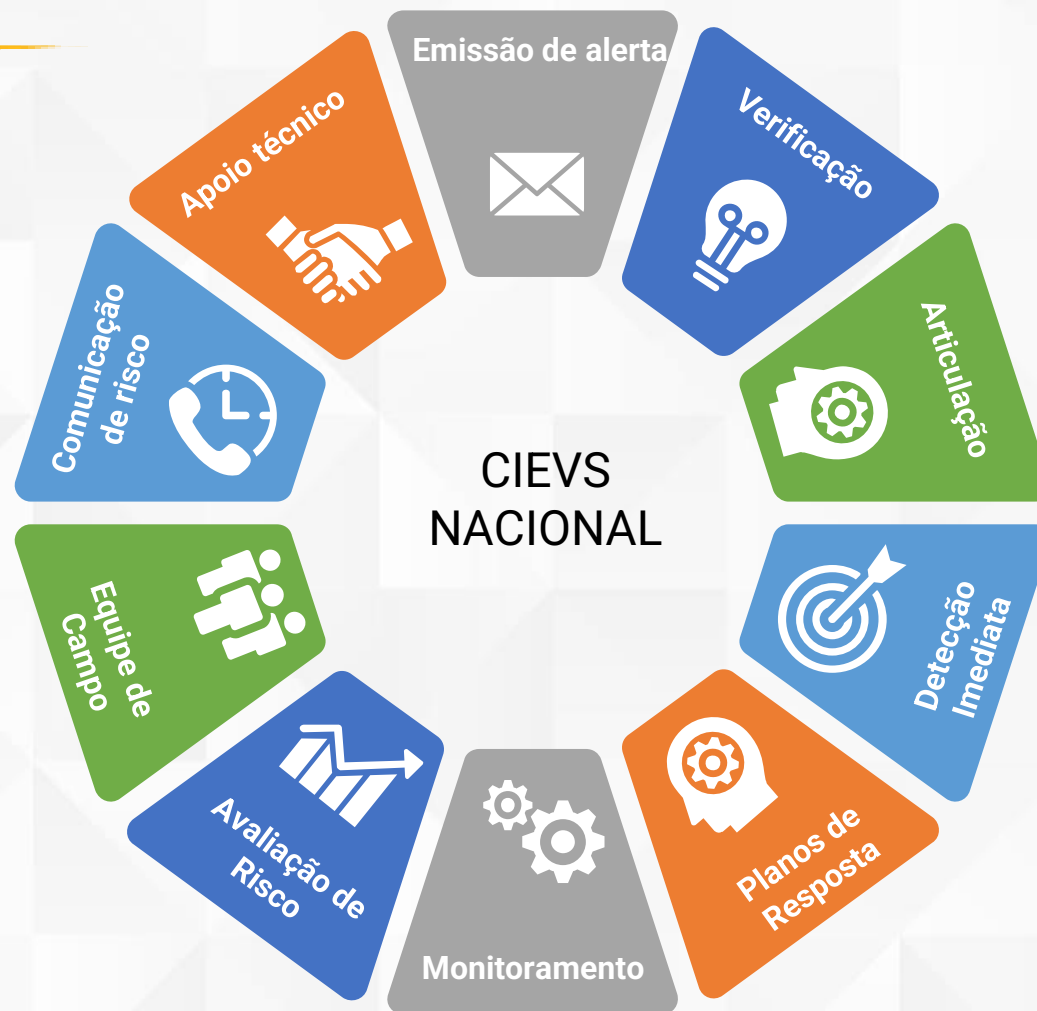 Emissão de alerta
Verificação
Articulação
Detecção
Imediata
Planos de
Resposta
Monitoramento
Avaliação de
Risco
Equipe de
Campo
Comunicação
de risco
Apoio técnico
CIEVS
NACIONAL